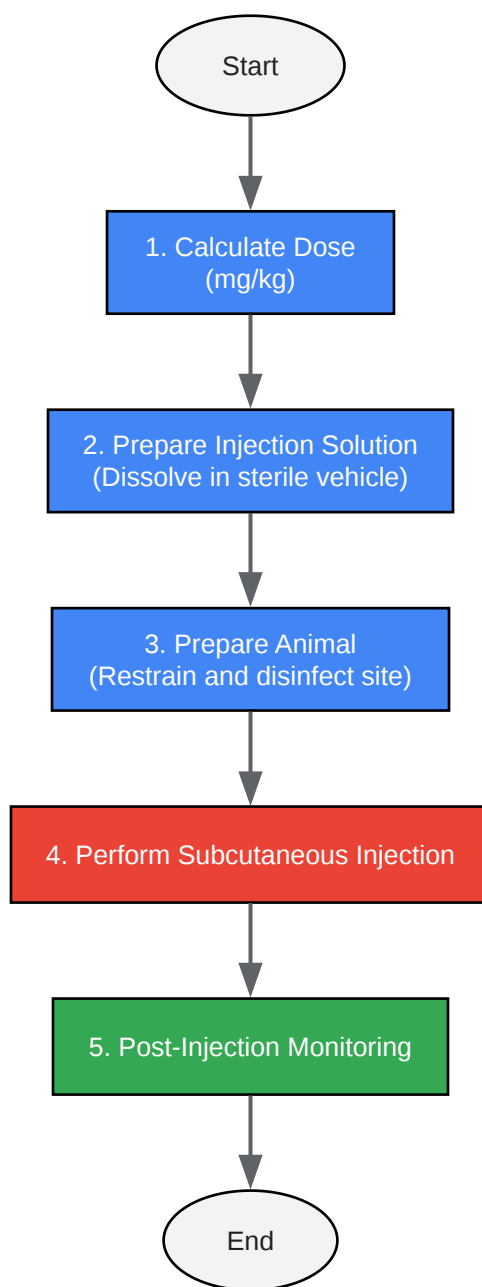 Start
1. Calculate Dose
(mg/kg)
2. Prepare Injection Solution
(Dissolve in sterile vehicle)
3. Prepare Animal
(Restrain and disinfect site)
4. Perform Subcutaneous Injection
5. Post-Injection Monitoring
End